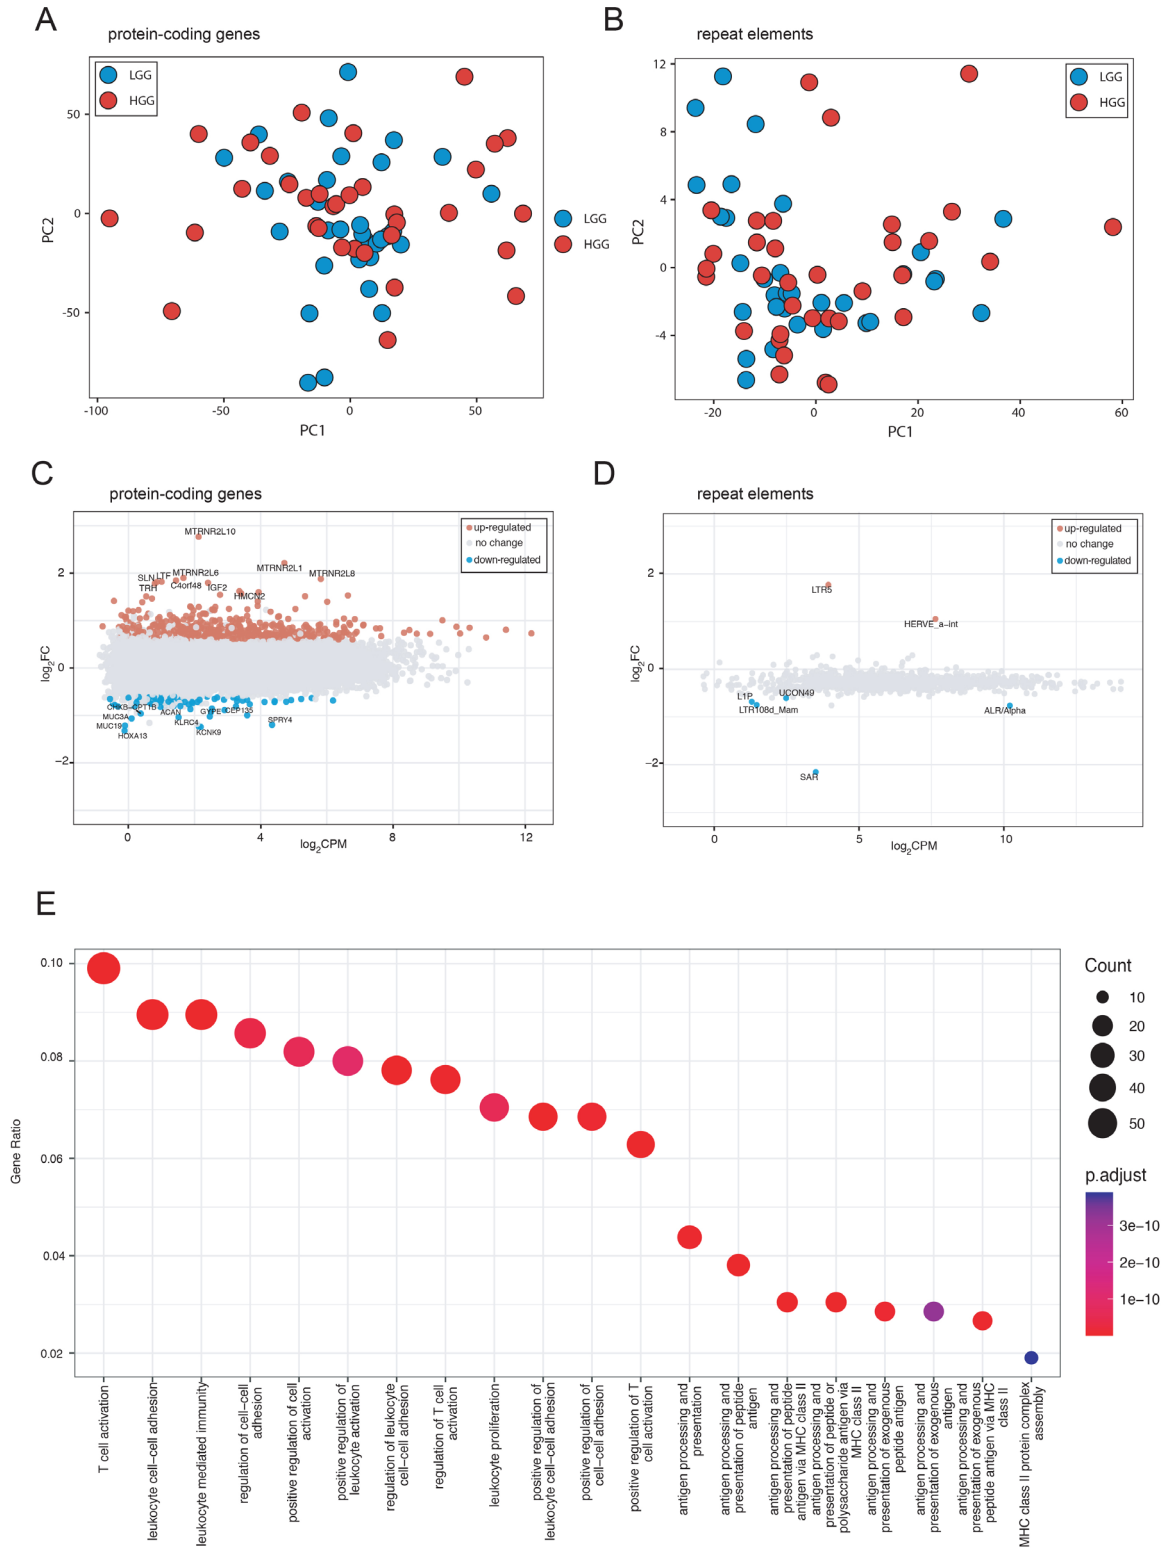 A
protein-coding genes
LGG
HGG
50
0
-50
PC2
-100
-50
0
50
PC1
LGG
HGG
B
repeat elements
LGG
HGG
12
8
4
0
-4
PC2
-20
0
20
40
60
PC1
C
protein-coding genes
up-regulated
no change
down-regulated
MTRNR2L10
MTRNR2L1
MTRNR2L8
MTRNR2L6
SLN
LTF
TRH
C4orf48
IGF2
HMCN2
CHKB-CPT1B
MUC3A
ACAN
GYPE
CEP135
MUC19
KLRC4
SPRY4
HOXA13
KCNK9
2
0
−2
log2FC
0
4
8
12
log2CPM
D
repeat elements
up-regulated
no change
down-regulated
LTR5
HERVE_a-int
L1P
UCON49
LTR108d_Mam
ALR/Alpha
SAR
2
0
−2
log2FC
0
5
10
log2CPM
E
0.10
0.08
0.06
0.04
0.02
Gene Ratio
Count
10
20
30
40
50
p.adjust
3e−10
2e−10
1e−10
T cell activation
leukocyte cell−cell adhesion
leukocyte mediated immunity
regulation of cell−cell
adhesion
positive regulation of cell
activation
positive regulation of
leukocyte activation
regulation of leukocyte
cell−cell adhesion
regulation of T cell
activation
leukocyte proliferation
positive regulation of
leukocyte cell−cell adhesion
positive regulation of
cell−cell adhesion
positive regulation of T
cell activation
antigen processing and
presentation
antigen processing and
presentation of peptide
antigen
antigen processing and
presentation of peptide
antigen via MHC class II
antigen processing and
presentation of peptide or
polysaccharide antigen via
MHC class II
antigen processing and
presentation of exogenous
peptide antigen
antigen processing and
presentation of exogenous
antigen
antigen processing and
presentation of exogenous
peptide antigen via MHC
class II
MHC class II protein complex
assembly